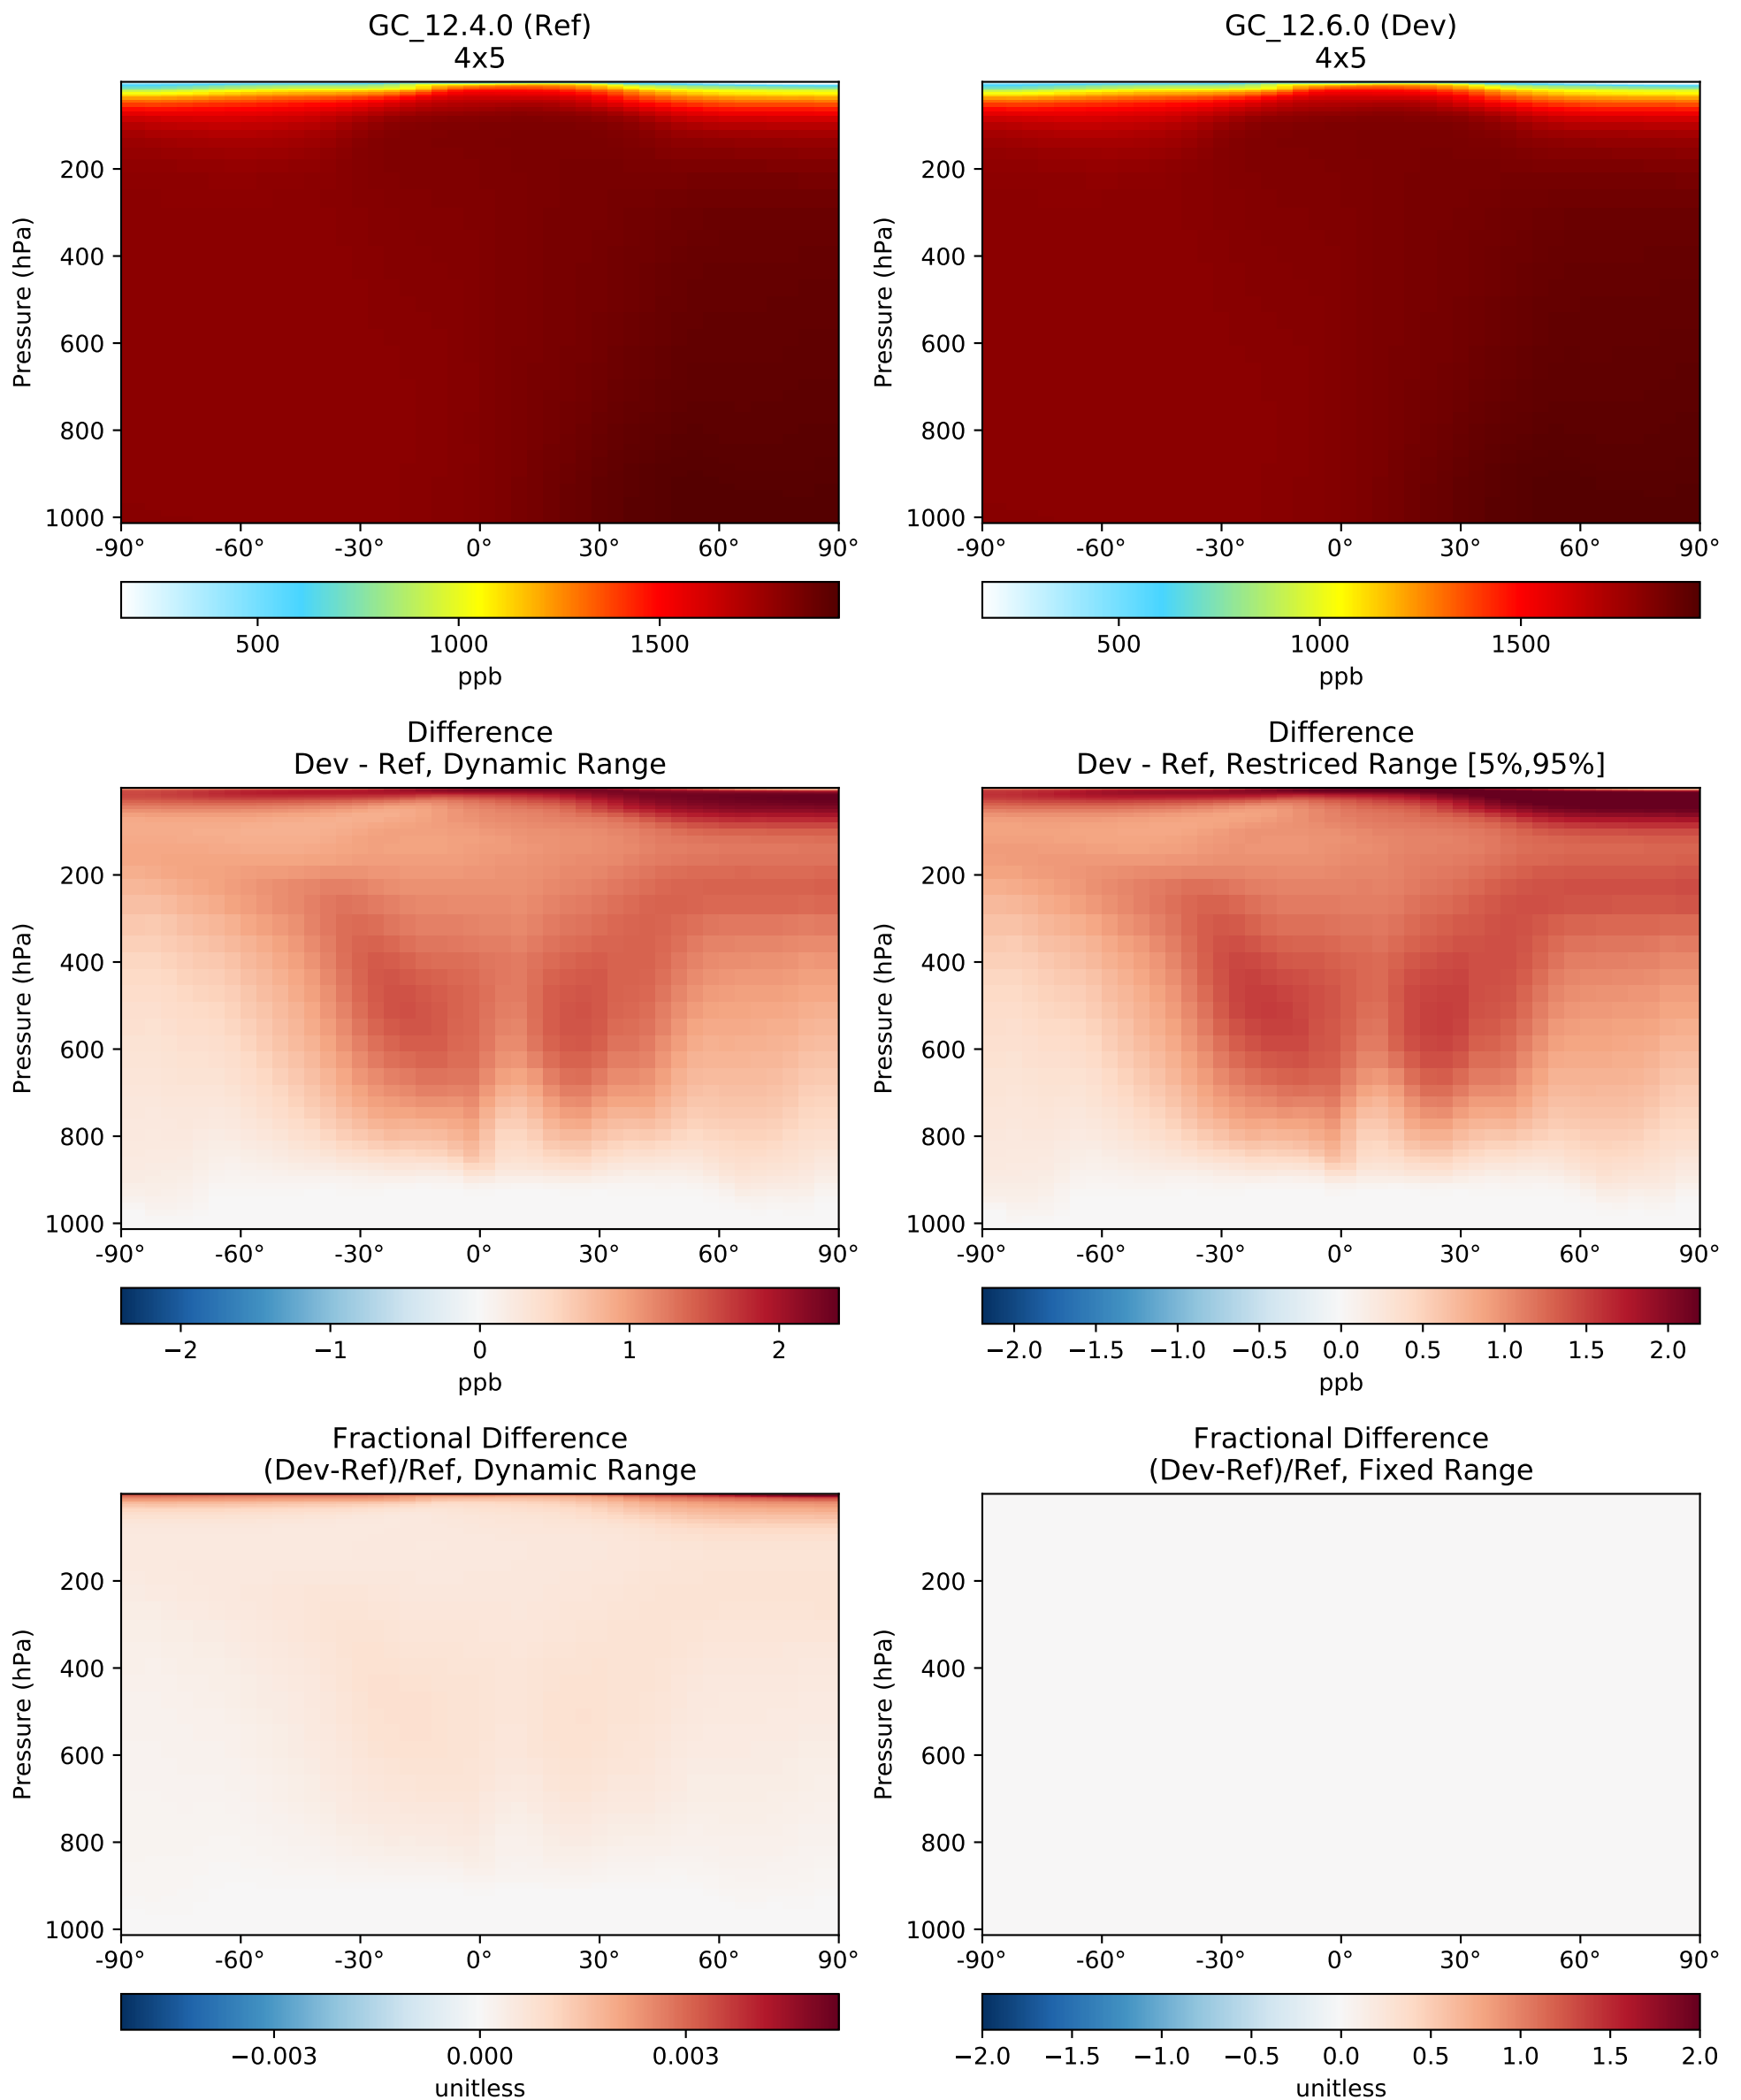 GC_12.4.0 (Ref)
4x5
Pressure (hPa)
200
400
600
800
1000
-90° -60° -30° 0° 30° 60° 90°
500 1000 1500
ppb
GC_12.6.0 (Dev)
4x5
Pressure (hPa)
200
400
600
800
1000
-90° -60° -30° 0° 30° 60° 90°
500 1000 1500
ppb
Difference
Dev - Ref, Dynamic Range
Pressure (hPa)
200
400
600
800
1000
-90° -60° -30° 0° 30° 60° 90°
−2 −1 0 1 2
ppb
Difference
Dev - Ref, Restriced Range [5%,95%]
Pressure (hPa)
200
400
600
800
1000
-90° -60° -30° 0° 30° 60° 90°
−2.0 −1.5 −1.0 −0.5 0.0 0.5 1.0 1.5 2.0
ppb
Fractional Difference
(Dev-Ref)/Ref, Dynamic Range
Pressure (hPa)
200
400
600
800
1000
-90° -60° -30° 0° 30° 60° 90°
−0.003 0.000 0.003
unitless
Fractional Difference
(Dev-Ref)/Ref, Fixed Range
Pressure (hPa)
200
400
600
800
1000
-90° -60° -30° 0° 30° 60° 90°
−2.0 −1.5 −1.0 −0.5 0.0 0.5 1.0 1.5 2.0
unitless